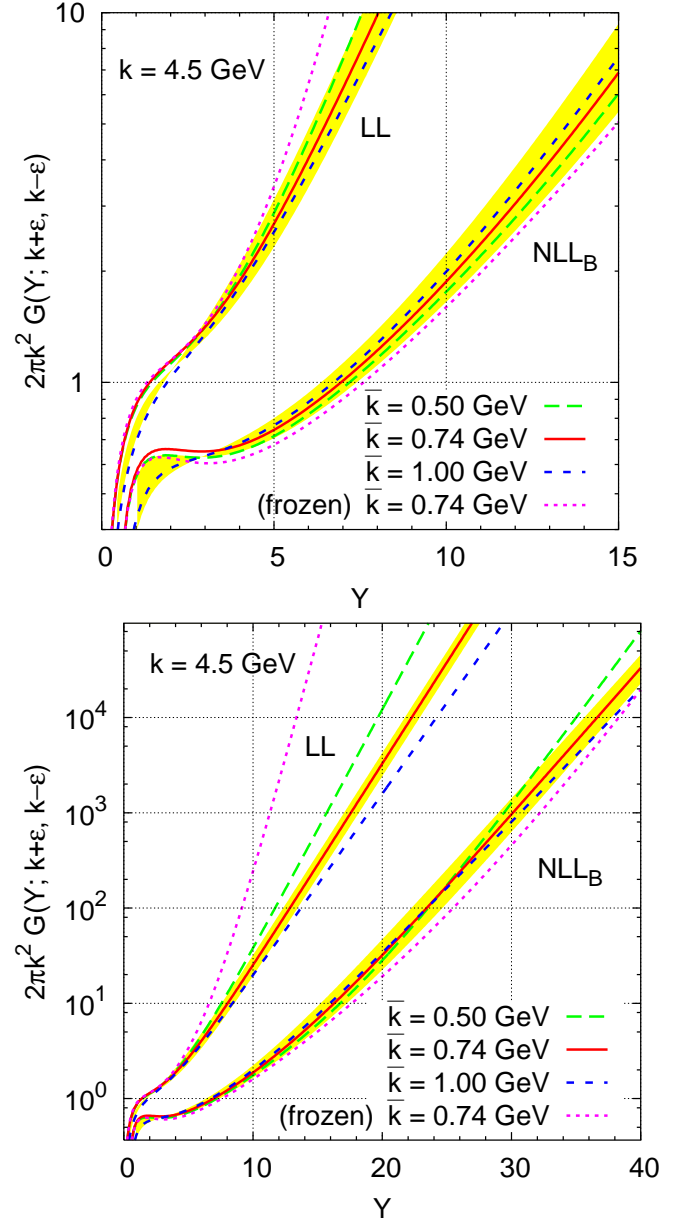 10
k = 4.5 GeV
LL
2πk² G(Y; k+ε, k−ε)
NLL_B
1
k̅ = 0.50 GeV
k̅ = 0.74 GeV
k̅ = 1.00 GeV
(frozen) k̅ = 0.74 GeV
0 5 10 15
Y
k = 4.5 GeV
10⁴
LL
10³
2πk² G(Y; k+ε, k−ε)
NLL_B
10²
10¹
10⁰
k̅ = 0.50 GeV
k̅ = 0.74 GeV
k̅ = 1.00 GeV
(frozen) k̅ = 0.74 GeV
0 10 20 30 40
Y